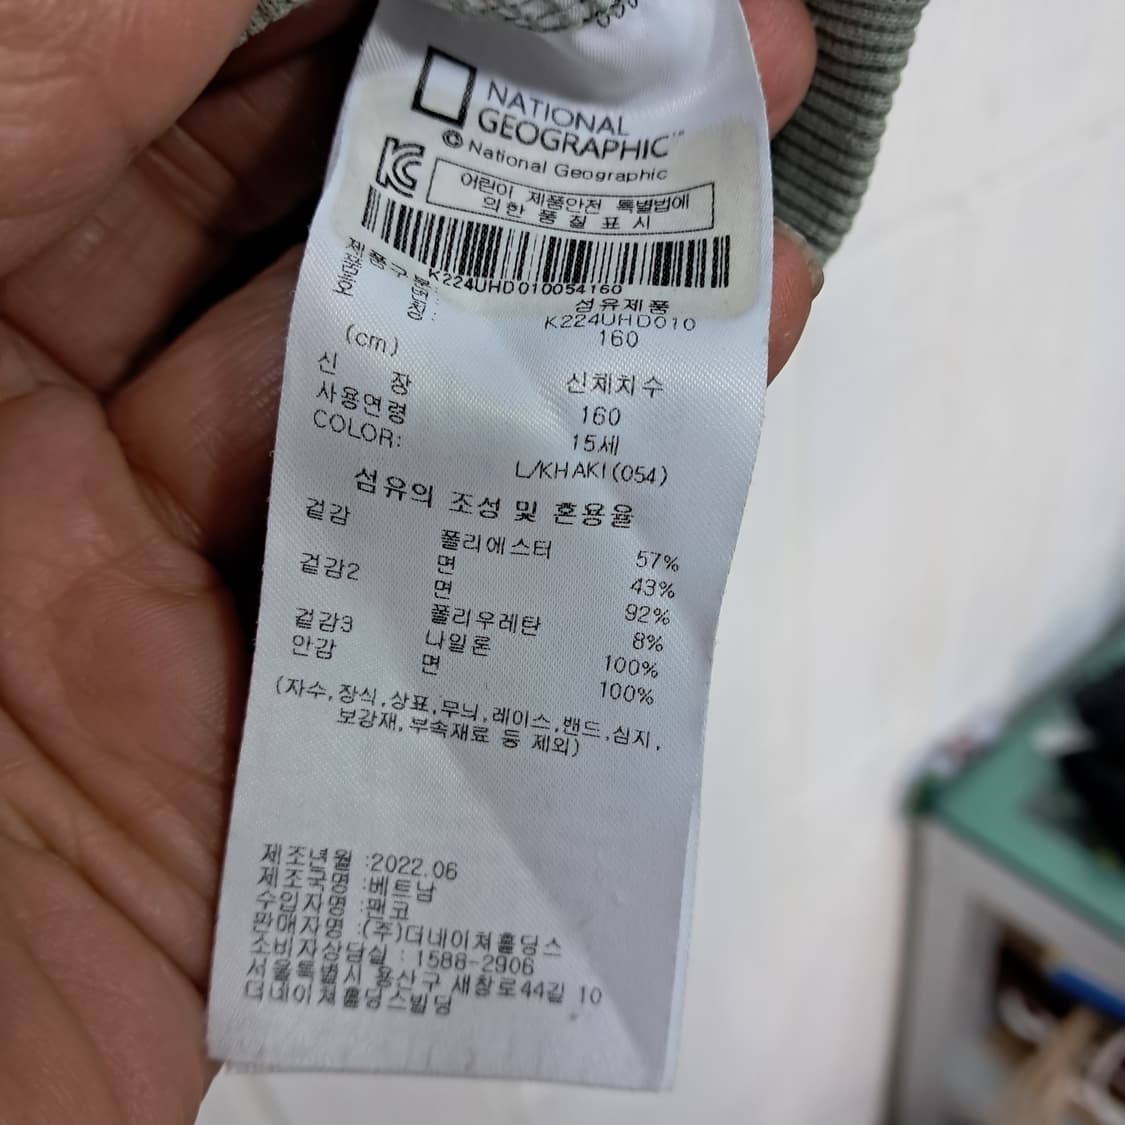 NATIONAL
GEOGRAPHIC™
© National Geographic
KC
어린이 제품안전 특별법에
의한 품 질 표 시
K224UHD010054160
섬유제품
K224UHD010
160
(cm) 신체치수
신 장 160
사용연령 15세
COLOR: L/KHAKI(054)
섬유의 조성 및 혼용율
겉감 폴리에스터 57%
면 43%
겉감2 면 92%
폴리우레탄 8%
겉감3 나일론 100%
안감 면 100%
(자수,장식,상표,무늬,레이스,밴드,심지,
보강재,부속재료 등 제외)
제조년월 :2022.06
제조국명 :베트남
수입자명 :팬코
판매자명 :(주)더네이쳐홀딩스
소비자상담실 : 1588-2906
서울특별시 용산구 새창로44길 10
더네이쳐홀딩스빌딩